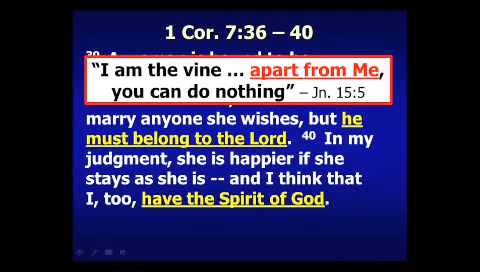 1 Cor. 7:36 – 40
“I am the vine … apart from Me,
you can do nothing” – Jn. 15:5
marry anyone she wishes, but he
must belong to the Lord. 40 In my
judgment, she is happier if she
stays as she is -- and I think that
I, too, have the Spirit of God.